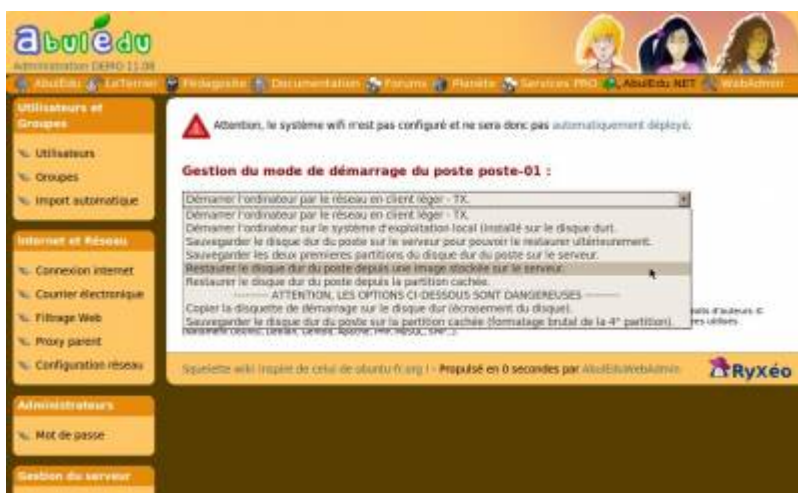 abulédu
Administration DEMO 11.08
AbulEdu LeTerrier Pédagosite Documentation Forums Planète Services PRO AbulEdu NET WebAdmin
Utilisateurs et
Groupes
Utilisateurs
Groupes
Import automatique
Internet et Réseau
Connexion internet
Courrier électronique
Filtrage Web
Proxy parent
Configuration réseau
Administrateurs
Mot de passe
Gestion du serveur
Attention, le système wifi n'est pas configuré et ne sera donc pas automatiquement déployé.
Gestion du mode de démarrage du poste poste-01 :
Démarrer l'ordinateur par le réseau en client léger - TX.
Démarrer l'ordinateur par le réseau en client léger - TX.
Démarrer l'ordinateur sur le système d'exploitation local (installé sur le disque dur).
Sauvegarder le disque dur du poste sur le serveur pour pouvoir le restaurer ultérieurement.
Sauvegarder les deux premieres partitions du disque dur du poste sur le serveur.
Restaurer le disque dur du poste depuis une image stockée sur le serveur.
Restaurer le disque dur du poste depuis la partition cachée.
-------- ATTENTION, LES OPTIONS CI-DESSOUS SONT DANGEREUSES --------
Copier la disquette de démarrage sur le disque dur (écrasement du disque).
Sauvegarder le disque dur du poste sur la partition cachée (formatage brutal de la 4° partition).
d'auteurs ©
Squelette wiki inspiré de celui de ubuntu-fr.org ! - Propulsé en 0 secondes par AbulEduWebAdmin
RyXéo